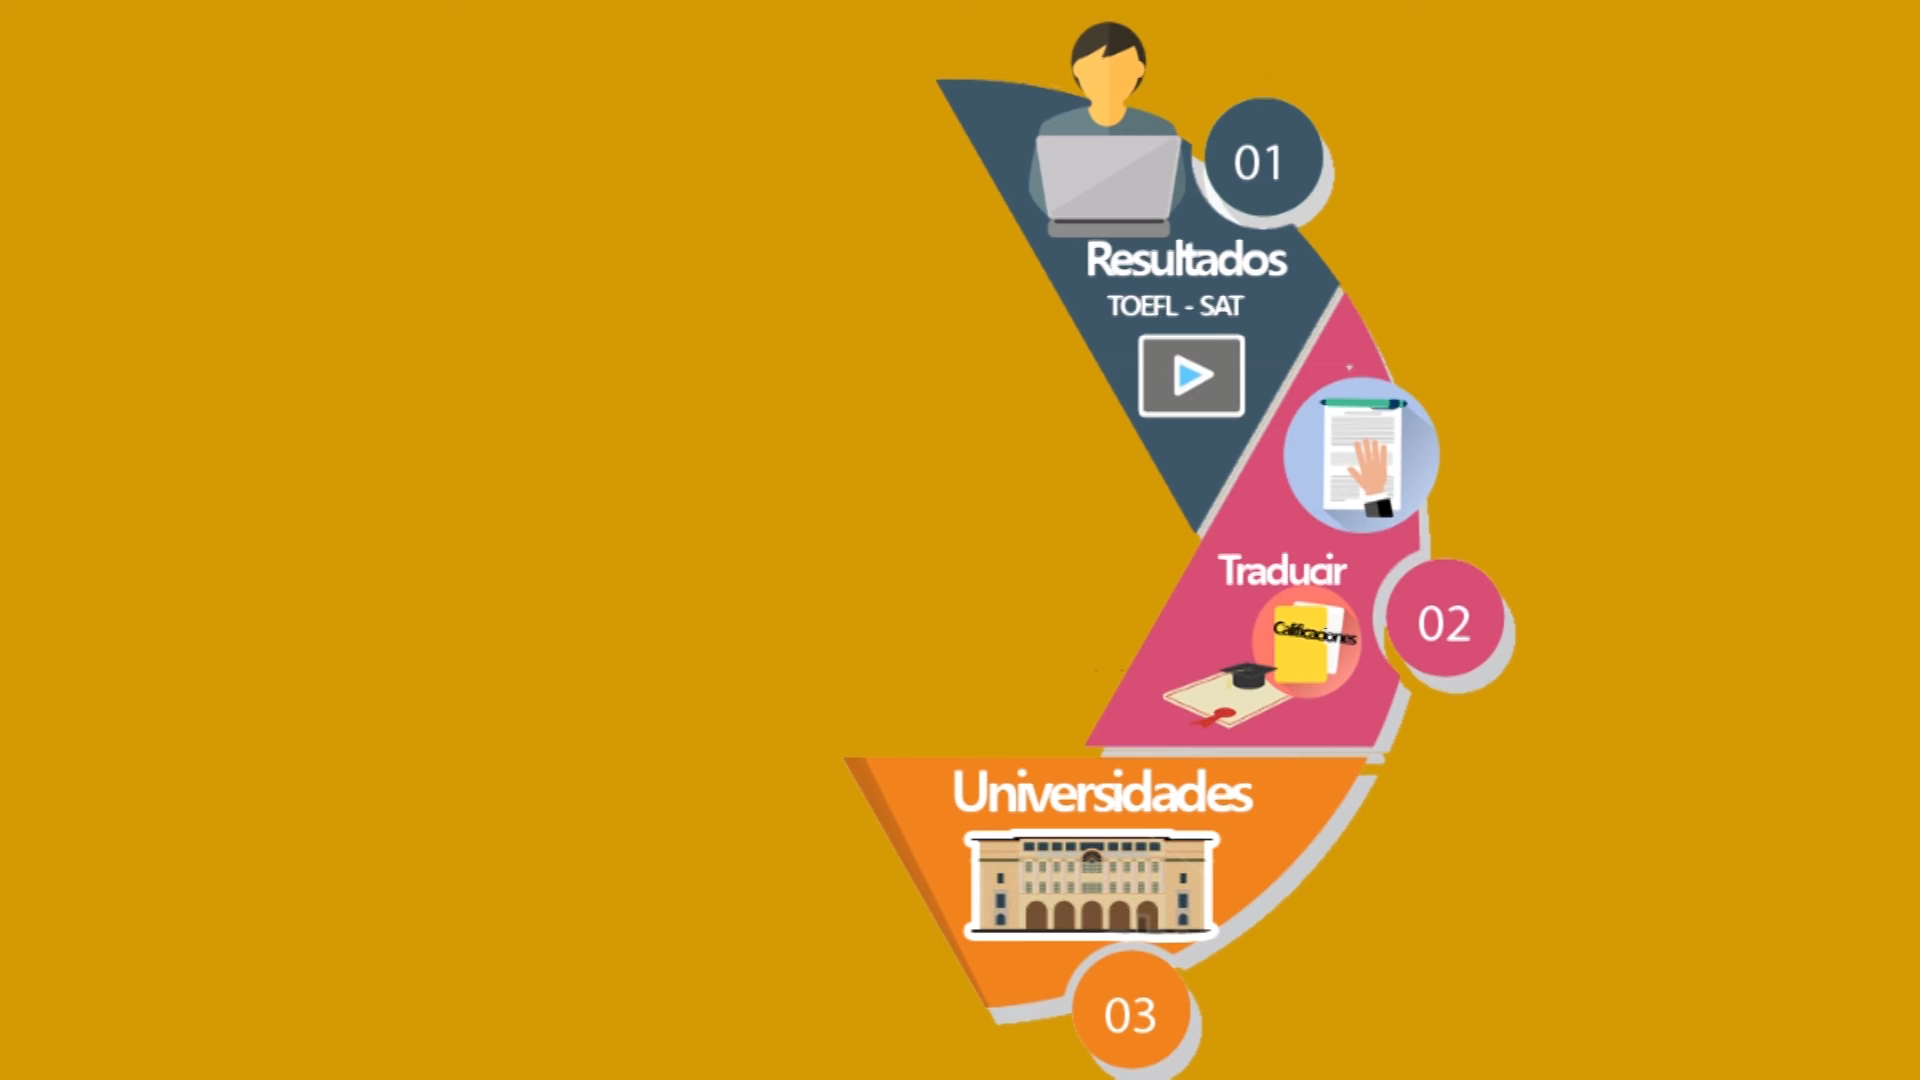 01
Resultados
TOEFL - SAT
Traducir
02
Calificaciones
Universidades
03